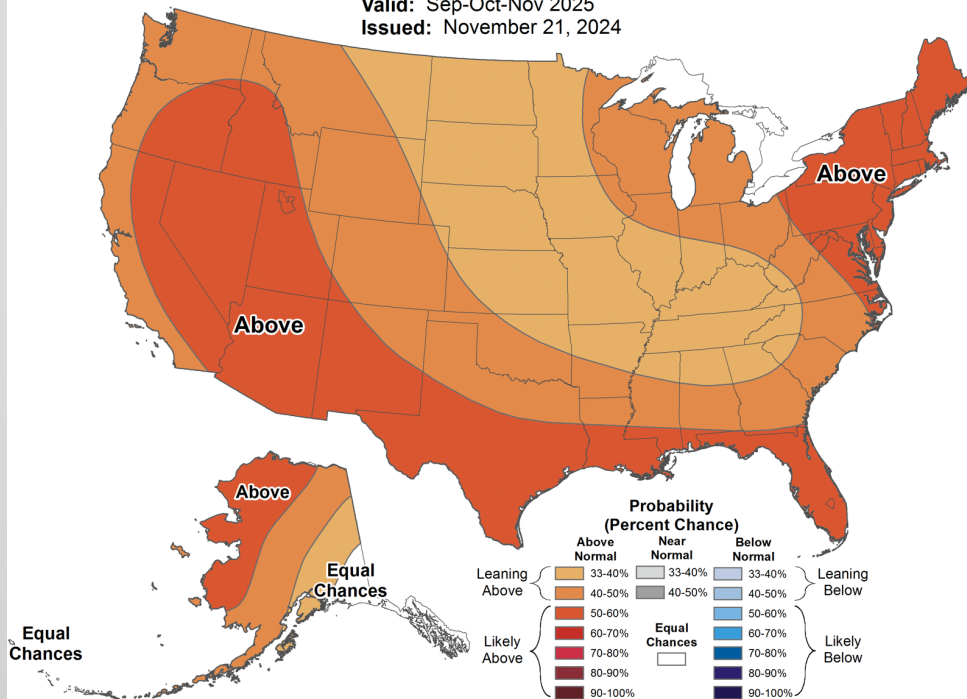 Valid: Sep-Oct-Nov 2025
Issued: November 21, 2024
Above
Above
Above
Equal
Chances
Equal
Chances
Probability
(Percent Chance)
Above
Normal
Near
Normal
Below
Normal
Leaning
Above
33-40%
40-50%
33-40%
40-50%
33-40%
40-50%
Leaning
Below
Likely
Above
50-60%
60-70%
70-80%
80-90%
90-100%
Equal
Chances
50-60%
60-70%
70-80%
80-90%
90-100%
Likely
Below